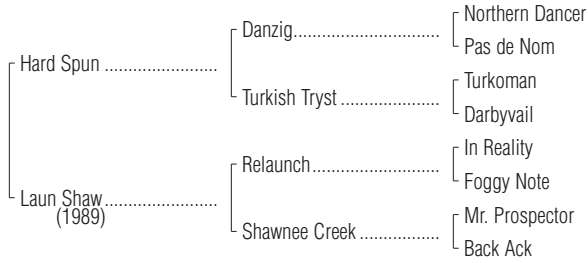 Northern Dancer
Danzig
Pas de Nom
Hard Spun
Turkoman
Turkish Tryst
Darbyvail
In Reality
Relaunch
Foggy Note
Laun Shaw
(1989)
Mr. Prospector
Shawnee Creek
Back Ack